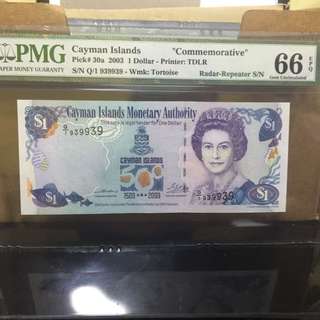 PMG
PAPER MONEY GUARANTY
Cayman Islands "Commemorative"
Pick# 30a 2003 1 Dollar - Printer: TDLR
S/N Q/1 939939 - Wmk: Tortoise
Radar-Repeater S/N
66 EPQ
Gem Uncirculated
Cayman Islands Monetary Authority
$1
$1
Q/1 939939
CAYMAN ISLANDS
500
1503 2003
Q/1 939939
$1
$1